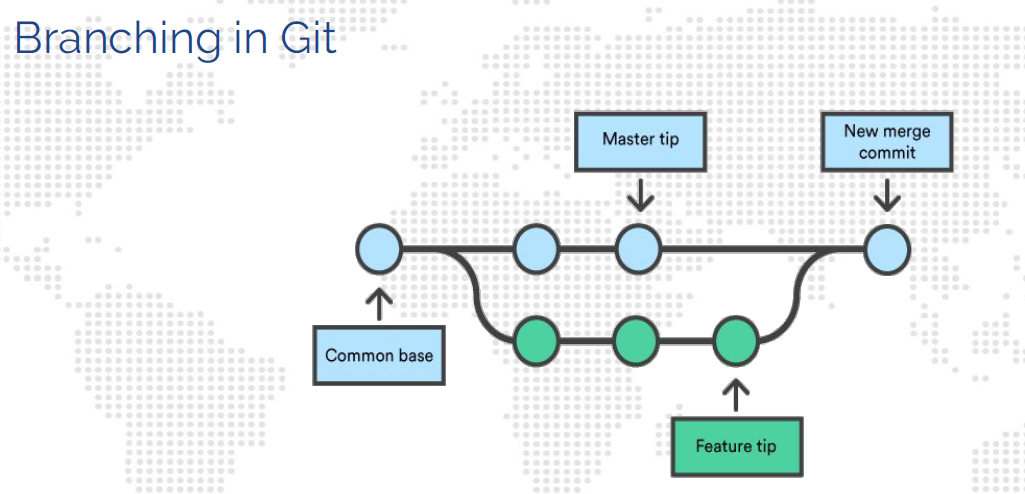 Branching in Git
Master tip
New merge
commit
Common base
Feature tip